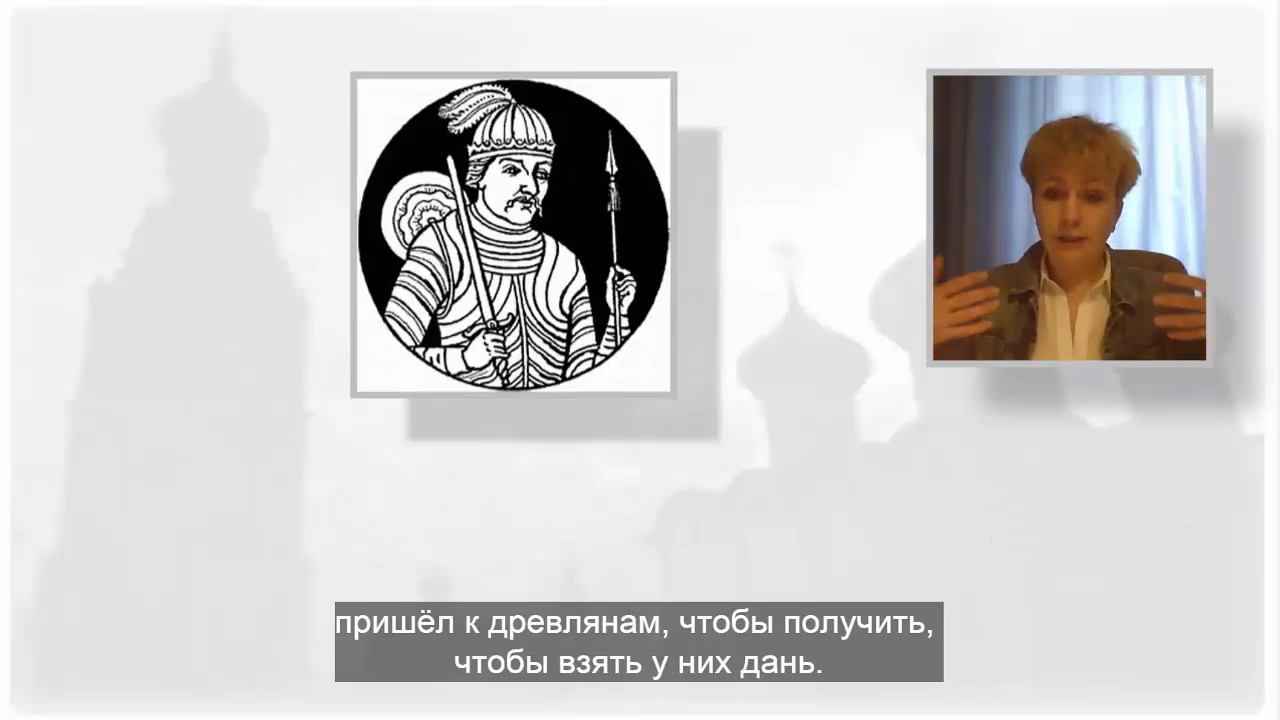 пришёл к древлянам, чтобы получить,
чтобы взять у них дань.